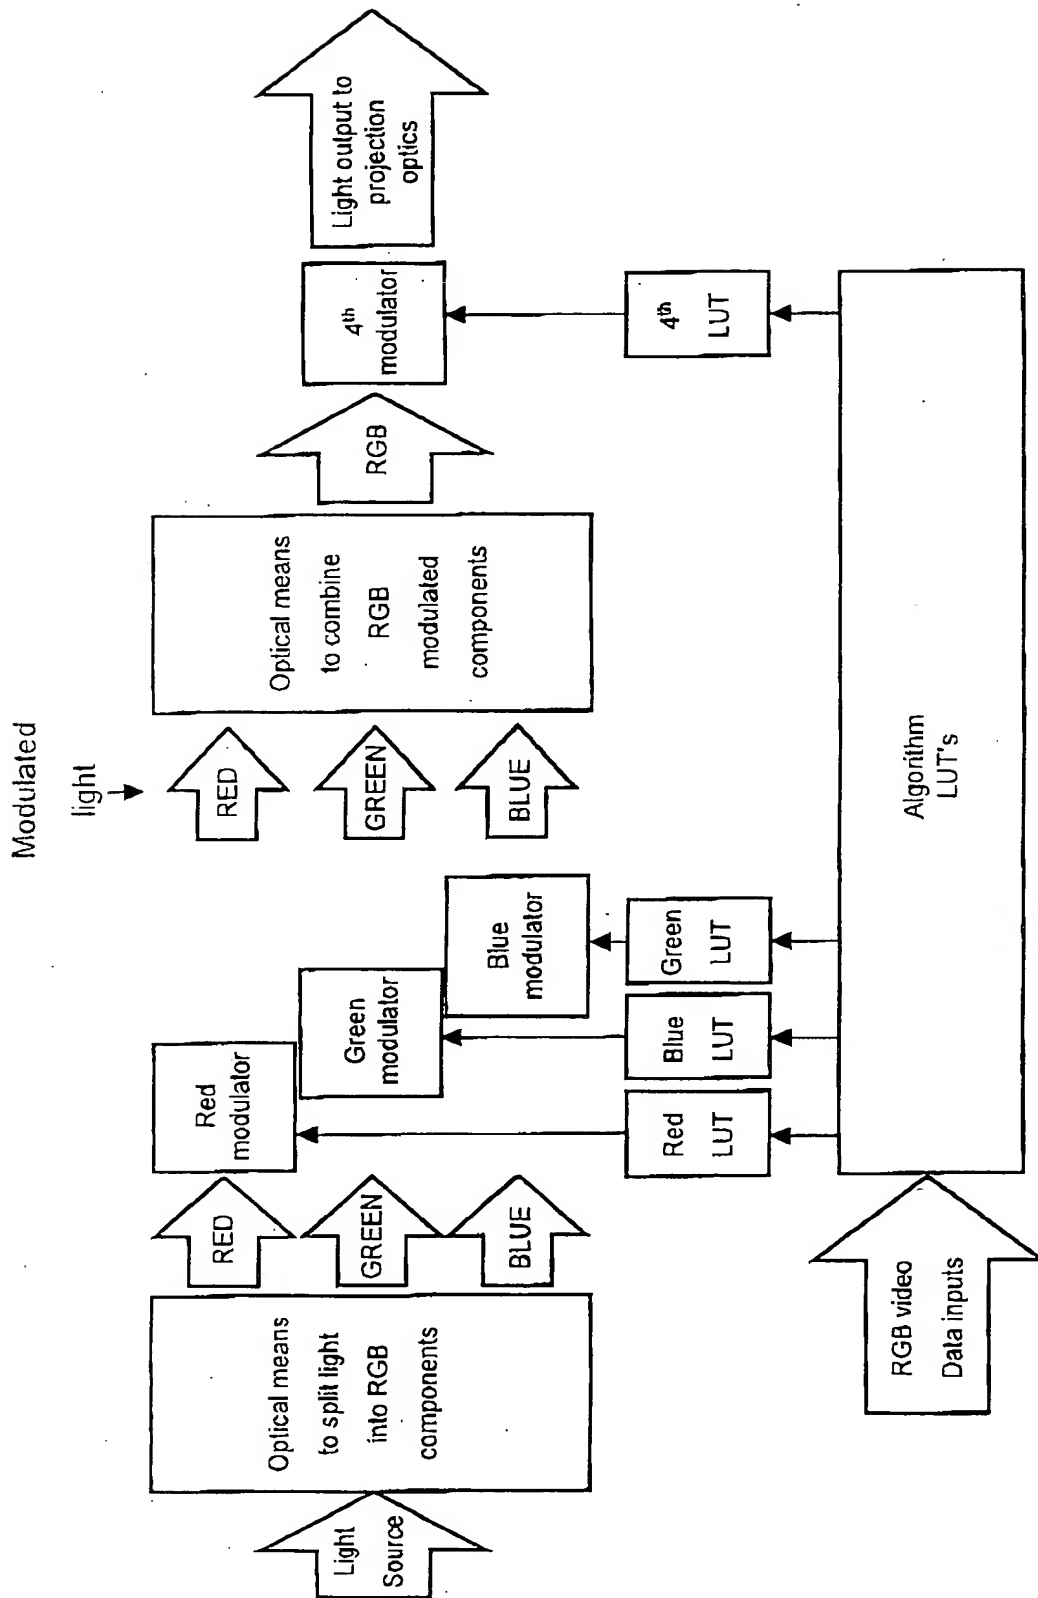 Modulated
light
Light
Source
Optical means
to split light
into RGB
components
RED
GREEN
BLUE
Red
modulator
Green
modulator
Blue
modulator
RED
GREEN
BLUE
Optical means
to combine
RGB
modulated
components
RGB
4th
modulator
Light output to
projection
optics
Red
LUT
Blue
LUT
Green
LUT
4th
LUT
RGB video
Data inputs
Algorithm
LUT's